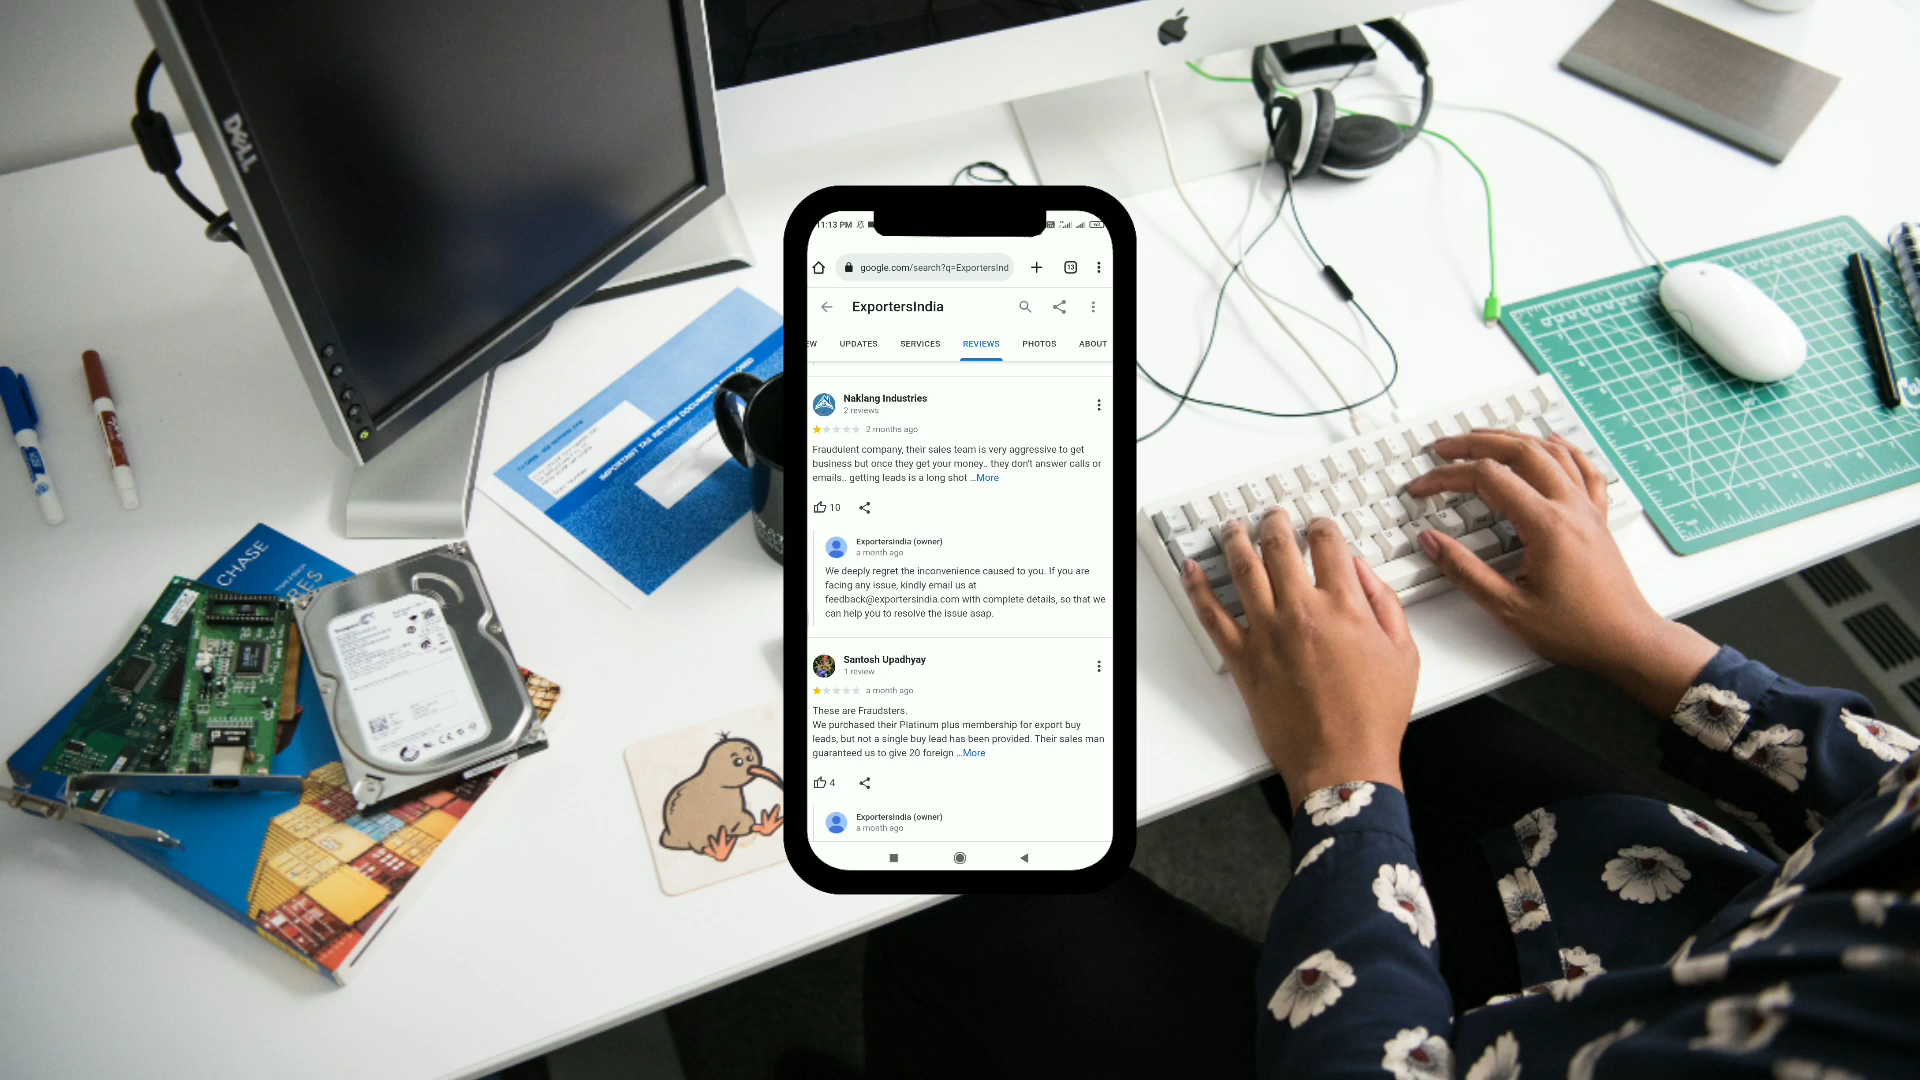 DELL
IMPORTANT TAX RETURN DOCUMENTS ENCLOSED
CHASE
Seagate
11:13 PM
google.com/search?q=ExportersInd
13
ExportersIndia
EW UPDATES SERVICES REVIEWS PHOTOS ABOUT
Naklang Industries
2 reviews
2 months ago
Fraudulent company, their sales team is very aggressive to get
business but once they get your money.. they don't answer calls or
emails.. getting leads is a long shot ...More
10
ExportersIndia (owner)
a month ago
We deeply regret the inconvenience caused to you. If you are
facing any issue, kindly email us at
feedback@exportersindia.com with complete details, so that we
can help you to resolve the issue asap.
Santosh Upadhyay
1 review
a month ago
These are Fraudsters.
We purchased their Platinum plus membership for export buy
leads, but not a single buy lead has been provided. Their sales man
guaranteed us to give 20 foreign ...More
4
ExportersIndia (owner)
a month ago